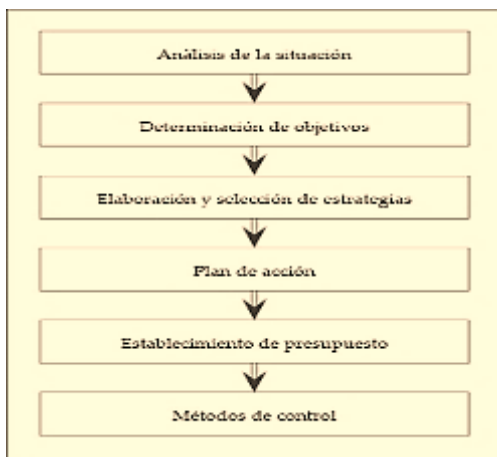 Análisis de la situación
Determinación de objetivos
Elaboración y selección de estrategias
Plan de acción
Establecimiento de presupuesto
Métodos de control